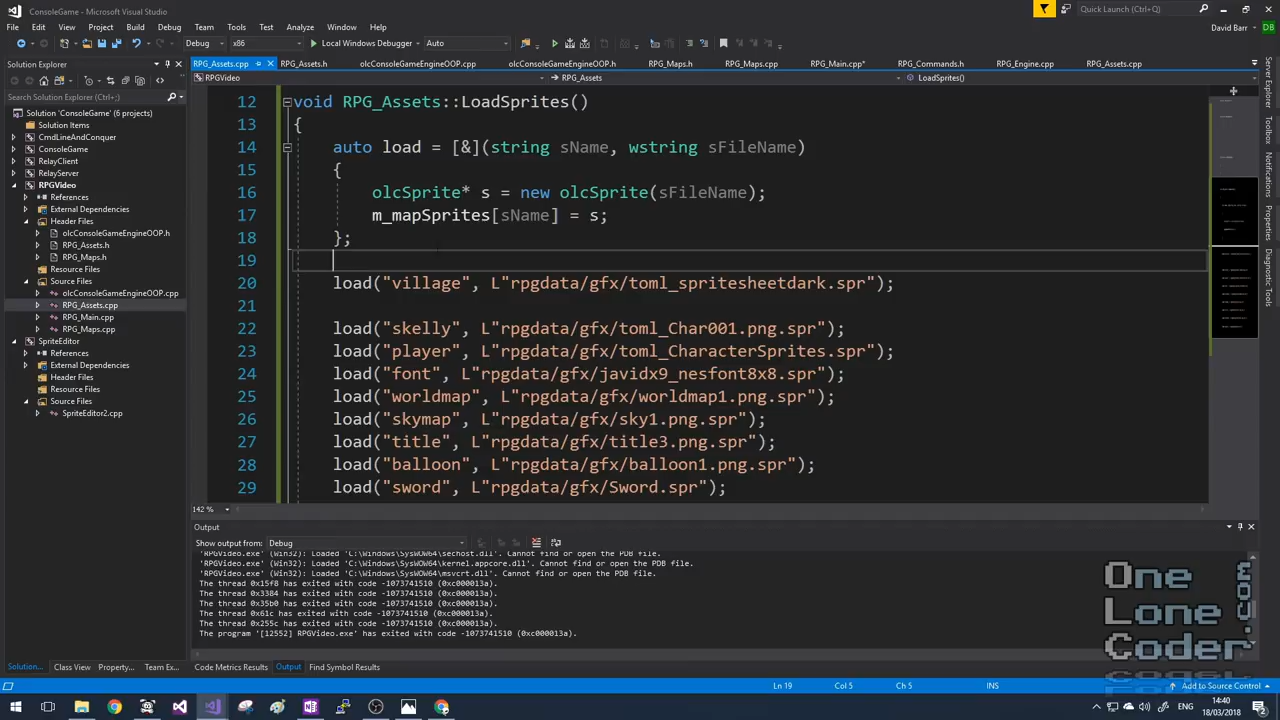 ConsoleGame - Microsoft Visual Studio
Quick Launch (Ctrl+Q)
File Edit View Project Build Debug Team Tools Test Analyze Window Help
David Barr DB
Debug x86 Local Windows Debugger Auto
Solution Explorer
RPG_Assets.cpp RPG_Assets.h olcConsoleGameEngineOOP.cpp olcConsoleGameEngineOOP.h RPG_Maps.h RPG_Maps.cpp RPG_Main.cpp* RPG_Commands.h RPG_Engine.cpp RPG_Assets.cpp
RPGVideo RPG_Assets LoadSprites()
Search Solution Explorer (Ctrl+;)
Solution 'ConsoleGame' (6 projects)
Solution Items
CmdLineAndConquer
ConsoleGame
RelayClient
RelayServer
RPGVideo
References
External Dependencies
Header Files
olcConsoleGameEngineOOP.h
RPG_Assets.h
RPG_Maps.h
Resource Files
Source Files
olcConsoleGameEngineOOP.cpp
RPG_Assets.cpp
RPG_Main.cpp
RPG_Maps.cpp
SpriteEditor
References
External Dependencies
Header Files
Resource Files
Source Files
SpriteEditor2.cpp
12 void RPG_Assets::LoadSprites()
13 {
14 auto load = [&](string sName, wstring sFileName)
15 {
16 olcSprite* s = new olcSprite(sFileName);
17 m_mapSprites[sName] = s;
18 };
19
20 load("village", L"rpgdata/gfx/toml_spritesheetdark.spr");
21
22 load("skelly", L"rpgdata/gfx/toml_Char001.png.spr");
23 load("player", L"rpgdata/gfx/toml_CharacterSprites.spr");
24 load("font", L"rpgdata/gfx/javidx9_nesfont8x8.spr");
25 load("worldmap", L"rpgdata/gfx/worldmap1.png.spr");
26 load("skymap", L"rpgdata/gfx/sky1.png.spr");
27 load("title", L"rpgdata/gfx/title3.png.spr");
28 load("balloon", L"rpgdata/gfx/balloon1.png.spr");
29 load("sword", L"rpgdata/gfx/Sword.spr");
142 %
Server Explorer
Toolbox
Notifications
Properties
Diagnostic Tools
Output
Show output from: Debug
'RPGVideo.exe' (Win32): Loaded 'C:\Windows\SysWOW64\sechost.dll'. Cannot find or open the PDB file.
'RPGVideo.exe' (Win32): Loaded 'C:\Windows\SysWOW64\kernel.appcore.dll'. Cannot find or open the PDB file.
'RPGVideo.exe' (Win32): Loaded 'C:\Windows\SysWOW64\msvcrt.dll'. Cannot find or open the PDB file.
The thread 0x15f8 has exited with code -1073741510 (0xc000013a).
The thread 0x3384 has exited with code -1073741510 (0xc000013a).
The thread 0x35b0 has exited with code -1073741510 (0xc000013a).
The thread 0x61c has exited with code -1073741510 (0xc000013a).
The thread 0x255c has exited with code -1073741510 (0xc000013a).
The program '[12552] RPGVideo.exe' has exited with code -1073741510 (0xc000013a).
One
Lone
Coder
.com
Solution... Class View Property... Team Ex...
Code Metrics Results Output Find Symbol Results
Ln 19 Col 5 Ch 5 INS Add to Source Control
14:40
18/03/2018
2